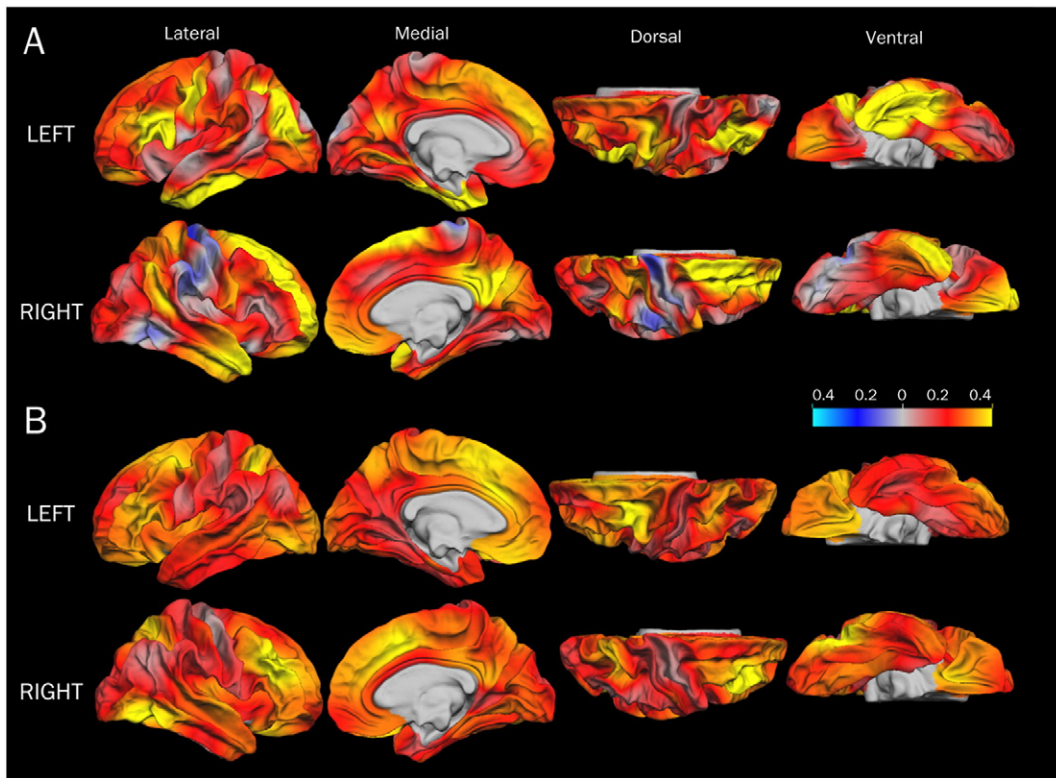 A
Lateral Medial Dorsal Ventral
LEFT
RIGHT
0.4 0.2 0 0.2 0.4
B
LEFT
RIGHT